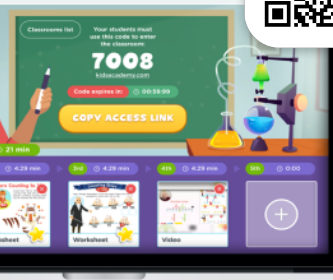 Classrooms list
Your students must
use this code to enter
the classroom:
7008
kidsacademy.com
Code expires in: 00:59:99
COPY ACCESS LINK
21 min
4:29 min
3rd 4:29 min
4th 4:29 min
5th 0:00
Worksheet
Video